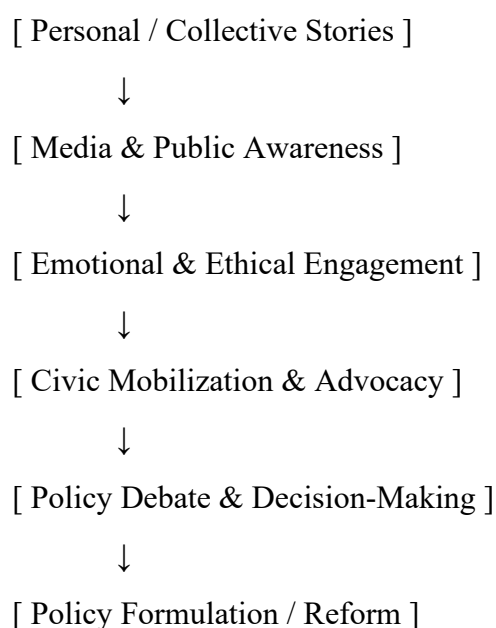 [ Personal / Collective Stories ]
↓
[ Media & Public Awareness ]
↓
[ Emotional & Ethical Engagement ]
↓
[ Civic Mobilization & Advocacy ]
↓
[ Policy Debate & Decision-Making ]
↓
[ Policy Formulation / Reform ]